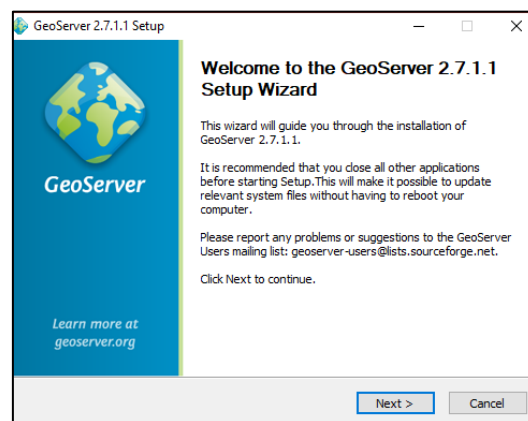 GeoServer 2.7.1.1 Setup
Welcome to the GeoServer 2.7.1.1
Setup Wizard
This wizard will guide you through the installation of
GeoServer 2.7.1.1.
It is recommended that you close all other applications
before starting Setup.This will make it possible to update
relevant system files without having to reboot your
computer.
Please report any problems or suggestions to the GeoServer
Users mailing list: geoserver-users@lists.sourceforge.net.
Click Next to continue.
GeoServer
Learn more at
geoserver.org
Next >
Cancel